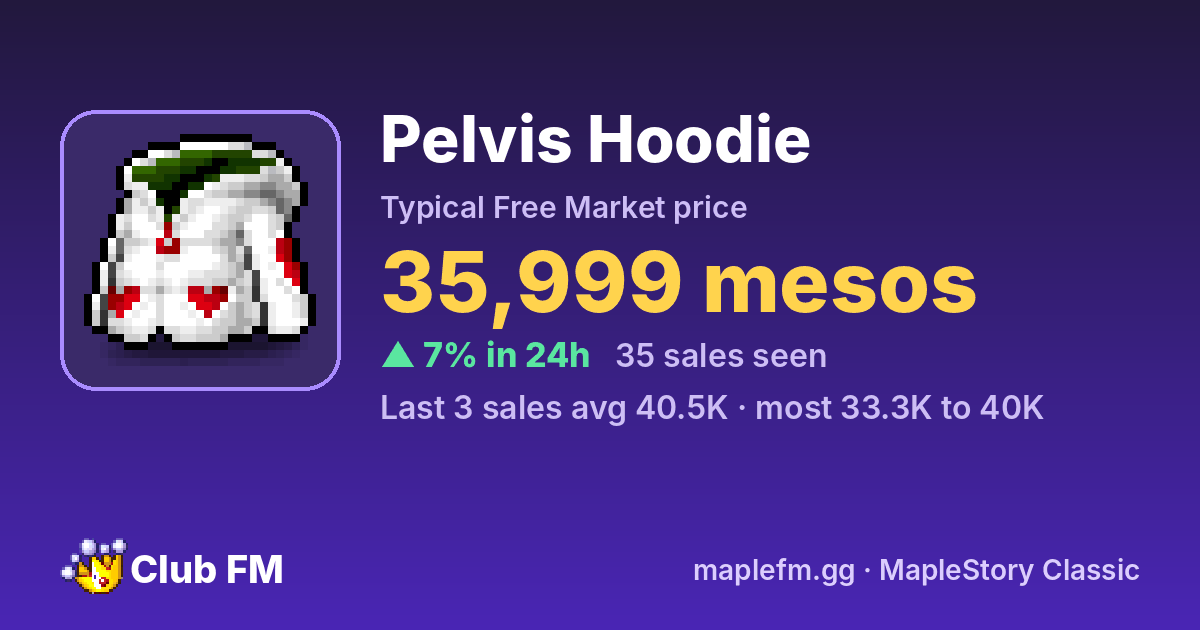 Pelvis Hoodie
Typical Free Market price
35,999 mesos
▲ 7% in 24h 35 sales seen
Last 3 sales avg 40.5K · most 33.3K to 40K
Club FM
maplefm.gg · MapleStory Classic